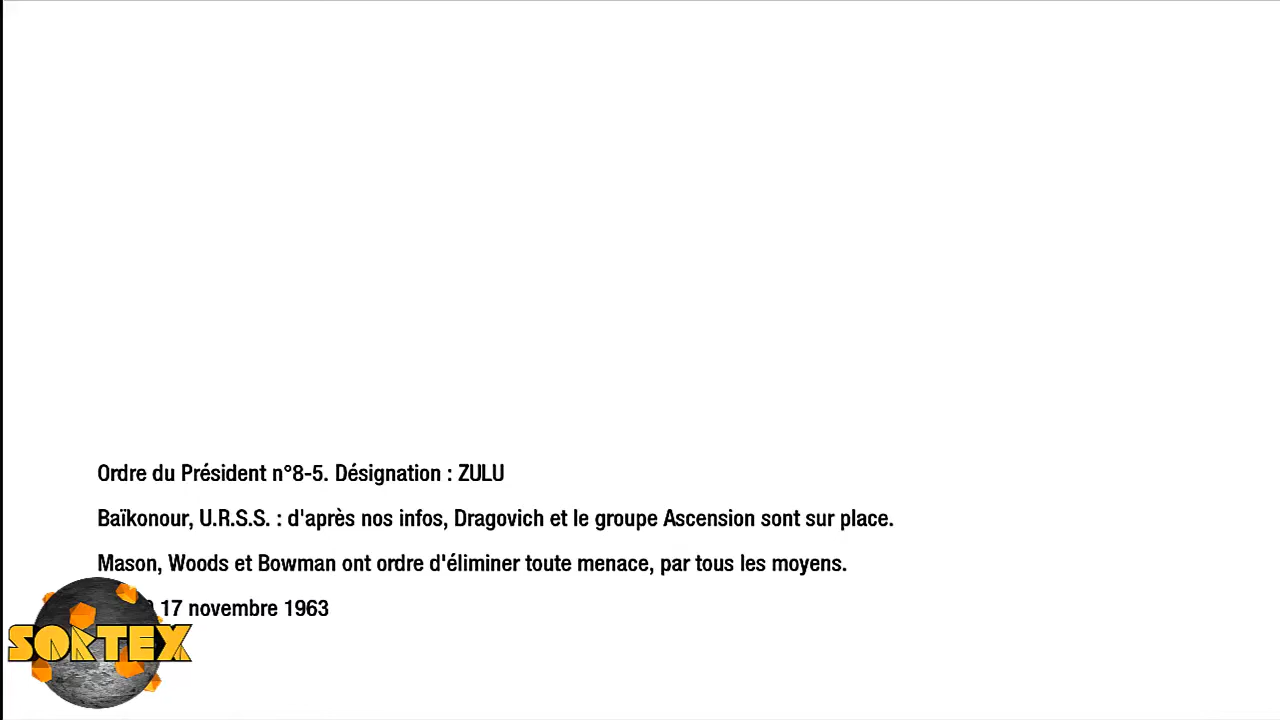 Ordre du Président n°8-5. Désignation : ZULU
Baïkonour, U.R.S.S. : d'après nos infos, Dragovich et le groupe Ascension sont sur place.
Mason, Woods et Bowman ont ordre d'éliminer toute menace, par tous les moyens.
17 novembre 1963
SORTEX